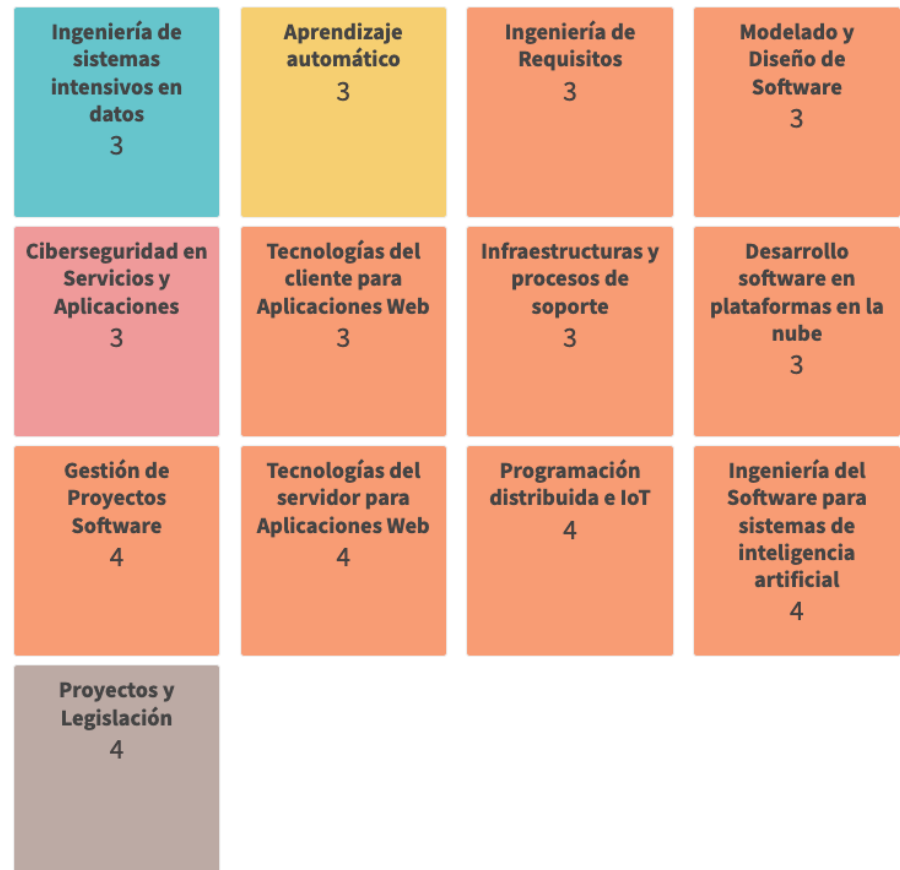 Ingeniería de
sistemas
intensivos en
datos
3
Aprendizaje
automático
3
Ingeniería de
Requisitos
3
Modelado y
Diseño de
Software
3
Ciberseguridad en
Servicios y
Aplicaciones
3
Tecnologías del
cliente para
Aplicaciones Web
3
Infraestructuras y
procesos de
soporte
3
Desarrollo
software en
plataformas en la
nube
3
Gestión de
Proyectos
Software
4
Tecnologías del
servidor para
Aplicaciones Web
4
Programación
distribuida e IoT
4
Ingeniería del
Software para
sistemas de
inteligencia
artificial
4
Proyectos y
Legislación
4